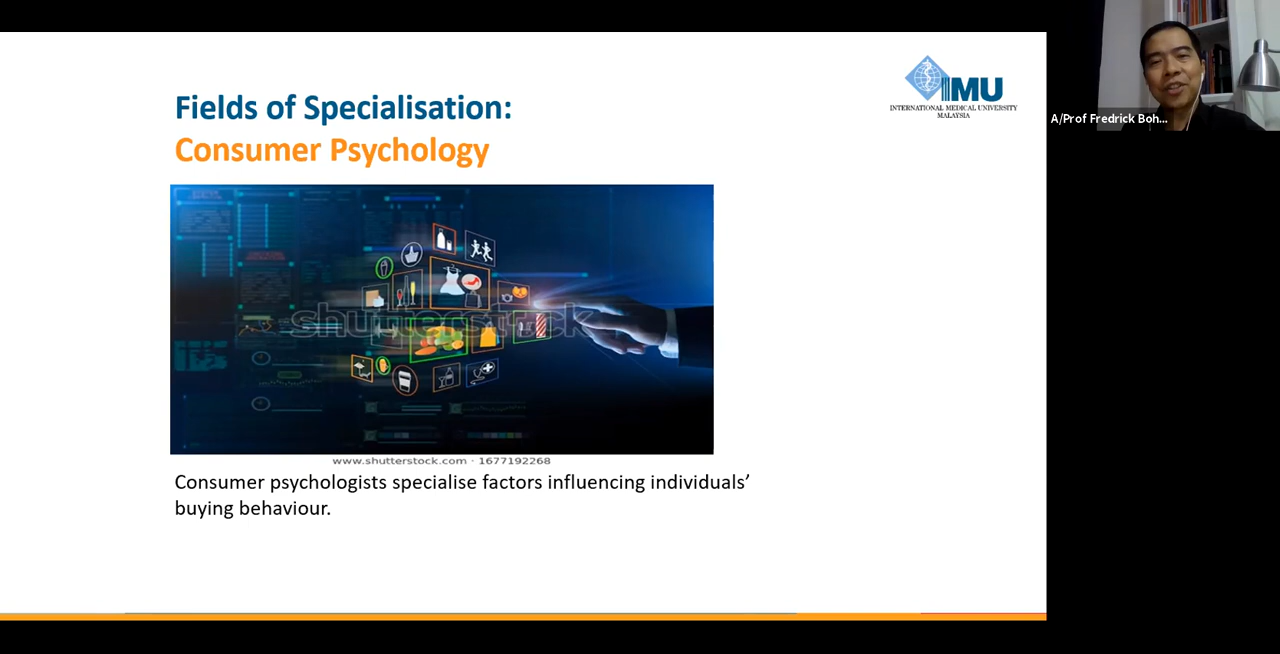 IMU
INTERNATIONAL MEDICAL UNIVERSITY
MALAYSIA
Fields of Specialisation:
Consumer Psychology
A/Prof Fredrick Boh...
shutterstock
www.shutterstock.com · 1677192268
Consumer psychologists specialise factors influencing individuals’
buying behaviour.